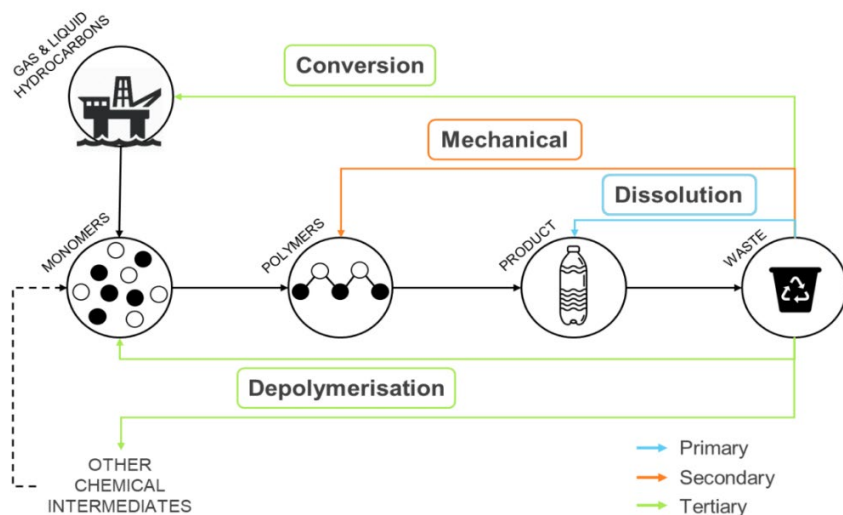 GAS & LIQUID
HYDROCARBONS
Conversion
Mechanical
Dissolution
MONOMERS
POLYMERS
PRODUCT
WASTE
Depolymerisation
OTHER
CHEMICAL
INTERMEDIATES
Primary
Secondary
Tertiary